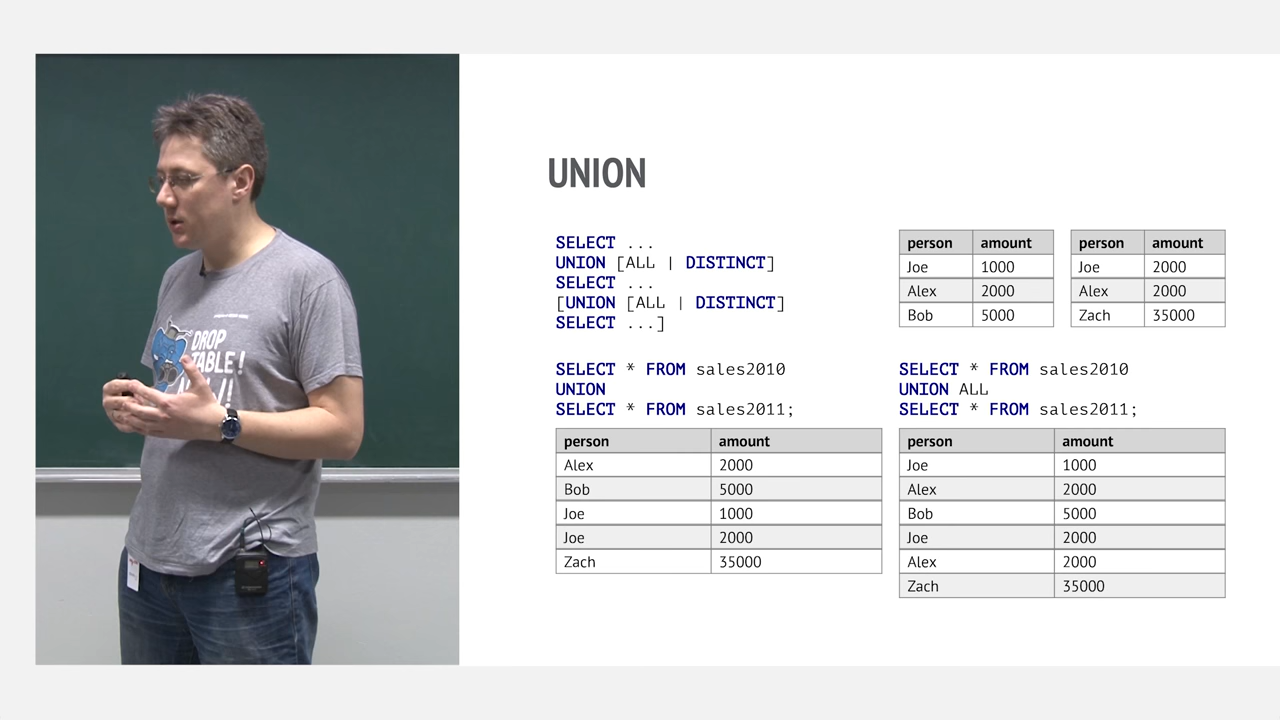 UNION
SELECT ...
UNION [ALL | DISTINCT]
SELECT ...
[UNION [ALL | DISTINCT]
SELECT ...]
person amount
Joe 1000
Alex 2000
Bob 5000
person amount
Joe 2000
Alex 2000
Zach 35000
SELECT * FROM sales2010
UNION
SELECT * FROM sales2011;
person amount
Alex 2000
Bob 5000
Joe 1000
Joe 2000
Zach 35000
SELECT * FROM sales2010
UNION ALL
SELECT * FROM sales2011;
person amount
Joe 1000
Alex 2000
Bob 5000
Joe 2000
Alex 2000
Zach 35000
DROP
TABLE!